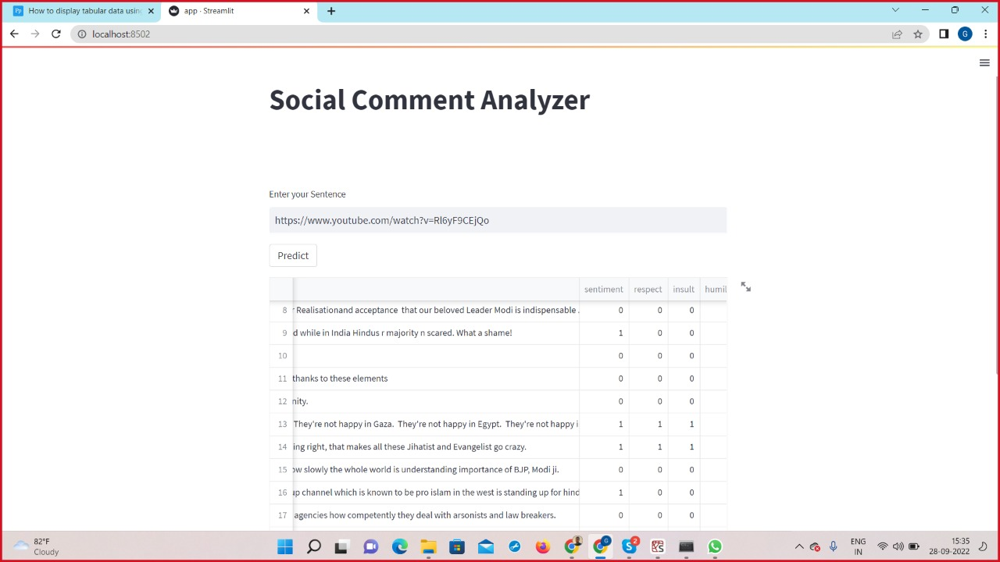 How to display tabular data usin
app · Streamlit
localhost:8502
G
Social Comment Analyzer
Enter your Sentence
https://www.youtube.com/watch?v=Rl6yF9CEjQo
Predict
sentiment respect insult humil
8 r Realisationand acceptance that our beloved Leader Modi is indispensable . 0 0 0
9 d while in India Hindus r majority n scared. What a shame! 1 0 0
10 0 0 0
11 thanks to these elements 0 0 0
12 nity. 0 0 0
13 They're not happy in Gaza. They're not happy in Egypt. They're not happy i 1 1 1
14 ing right, that makes all these Jihatist and Evangelist go crazy. 1 1 1
15 ow slowly the whole world is understanding importance of BJP, Modi ji. 0 0 0
16 up channel which is known to be pro islam in the west is standing up for hind 1 0 0
17 agencies how competently they deal with arsonists and law breakers. 0 0 0
82°F
Cloudy
G
2
ENG
IN
15:35
28-09-2022